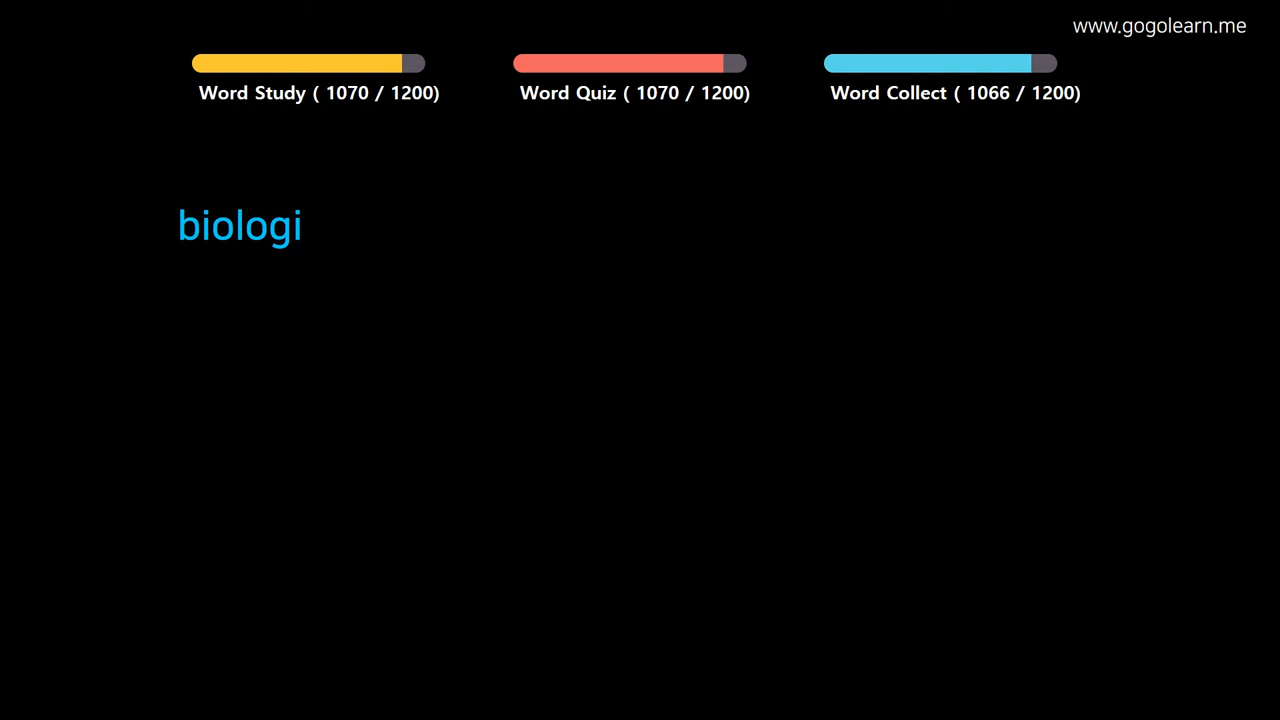 www.gogolearn.me
Word Study ( 1070 / 1200)
Word Quiz ( 1070 / 1200)
Word Collect ( 1066 / 1200)
biologi